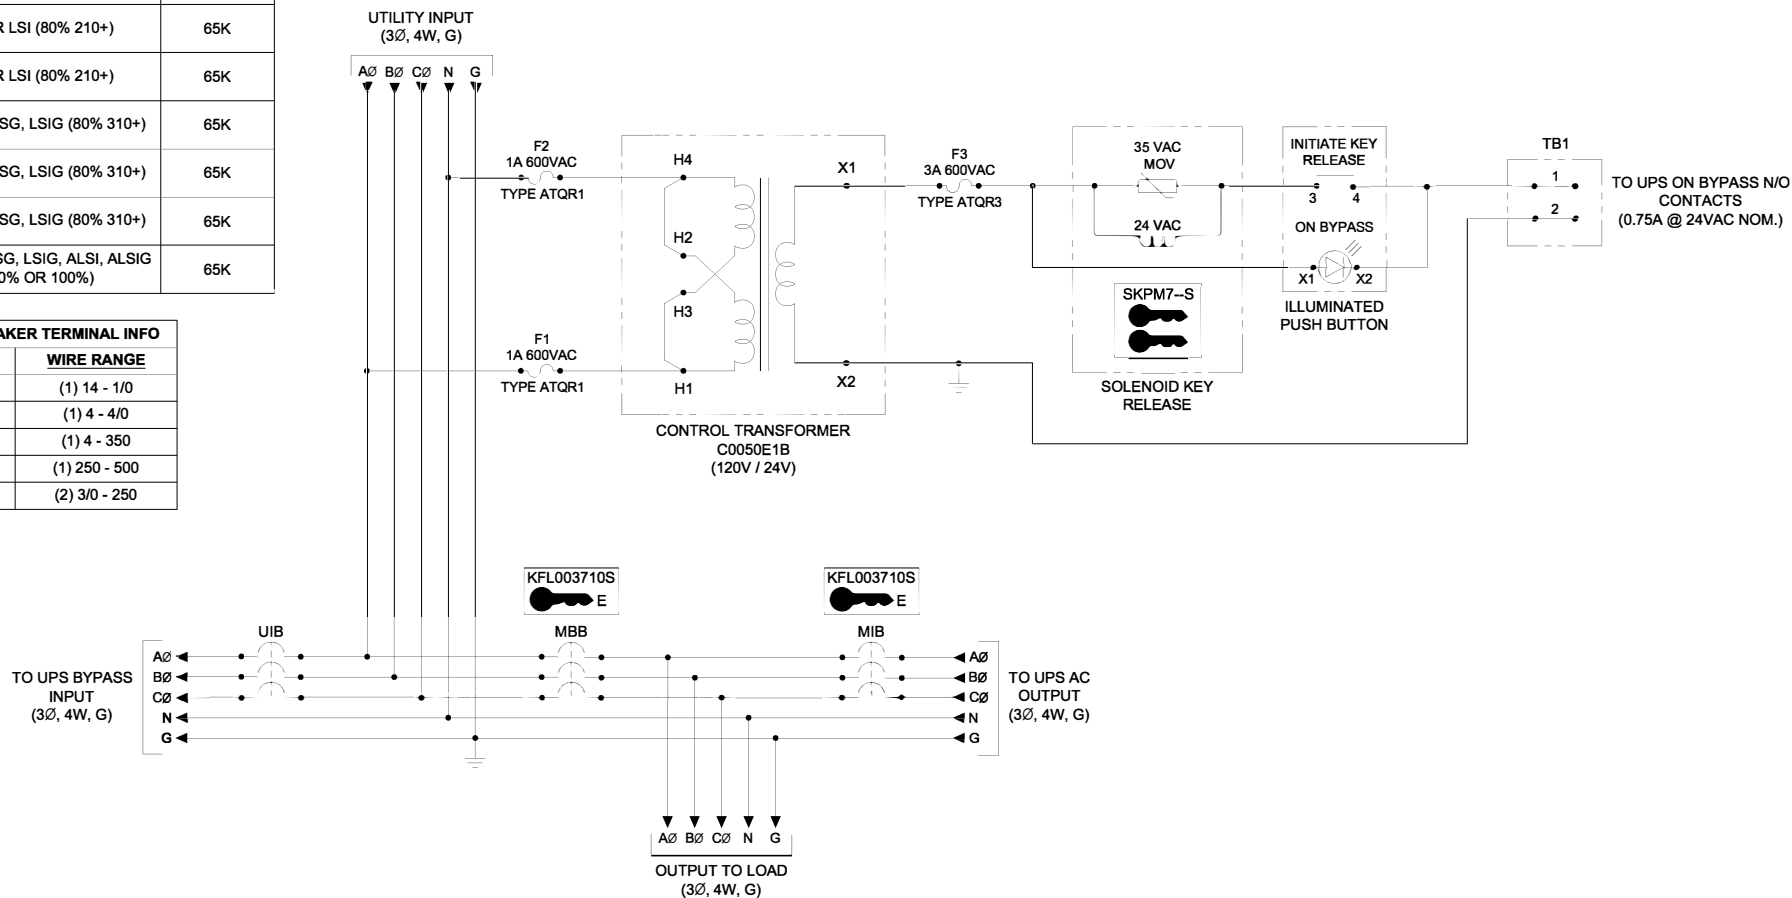 R LSI (80% 210+) 65K
R LSI (80% 210+) 65K
SG, LSIG (80% 310+) 65K
SG, LSIG (80% 310+) 65K
SG, LSIG (80% 310+) 65K
SG, LSIG, ALSI, ALSIG
0% OR 100%) 65K
AKER TERMINAL INFO
WIRE RANGE
(1) 14 - 1/0
(1) 4 - 4/0
(1) 4 - 350
(1) 250 - 500
(2) 3/0 - 250
UTILITY INPUT
(3Ø, 4W, G)
AØ BØ CØ N G
F2
1A 600VAC
TYPE ATQR1
F1
1A 600VAC
TYPE ATQR1
H4
H2
H3
H1
X1
X2
CONTROL TRANSFORMER
C0050E1B
(120V / 24V)
F3
3A 600VAC
TYPE ATQR3
35 VAC
MOV
24 VAC
SKPM7--S
SOLENOID KEY
RELEASE
INITIATE KEY
RELEASE
3 4
ON BYPASS
X1 X2
ILLUMINATED
PUSH BUTTON
TB1
1
2
TO UPS ON BYPASS N/O
CONTACTS
(0.75A @ 24VAC NOM.)
KFL003710S
E
KFL003710S
E
UIB
MBB
MIB
TO UPS BYPASS
INPUT
(3Ø, 4W, G)
AØ
BØ
CØ
N
G
AØ
BØ
CØ
N
G
TO UPS AC
OUTPUT
(3Ø, 4W, G)
AØ BØ CØ N G
OUTPUT TO LOAD
(3Ø, 4W, G)